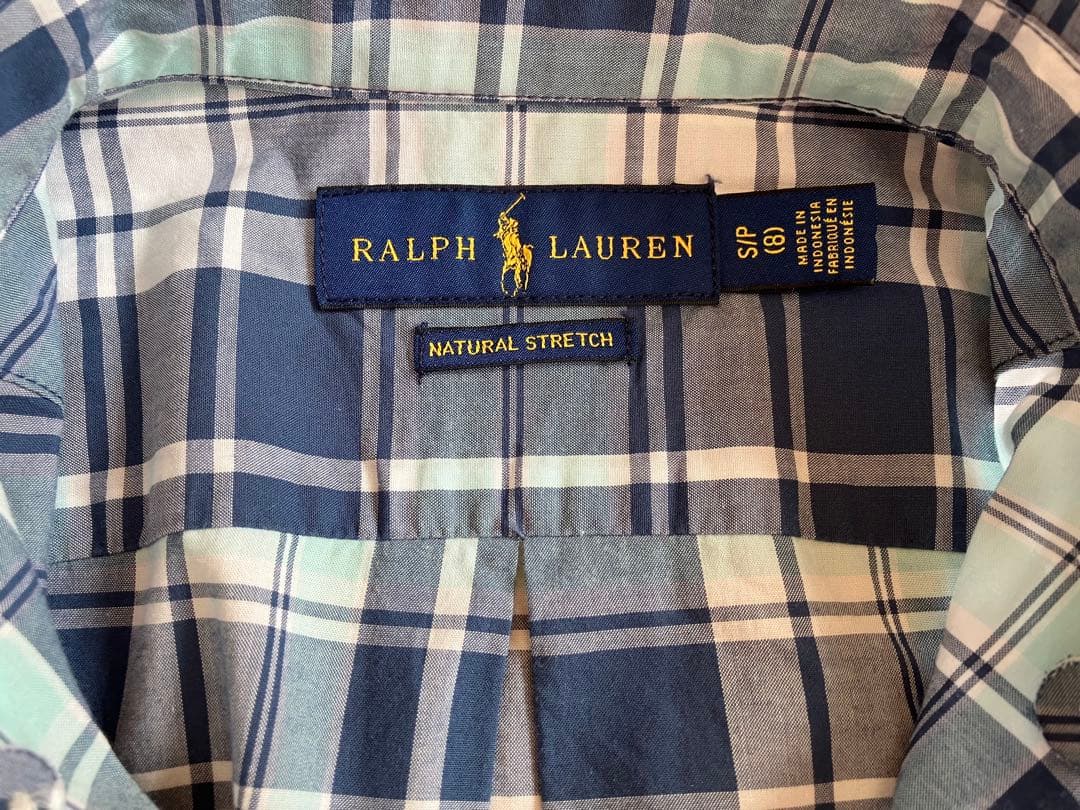 RALPH LAUREN
S/P
(8)
MADE IN
INDONESIA
FABRIQUÉ EN
INDONÉSIE
NATURAL STRETCH